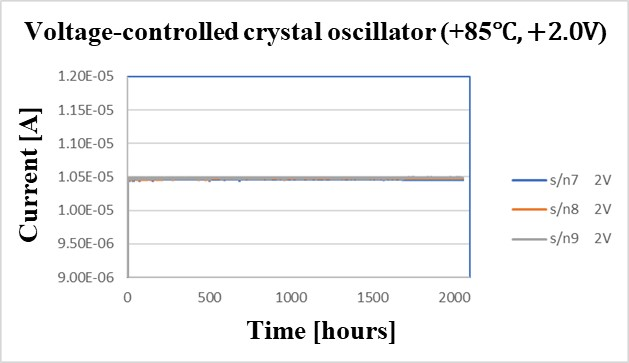 Voltage-controlled crystal oscillator (+85℃, +2.0V)
1.20E-05
1.15E-05
1.10E-05
1.05E-05
1.00E-05
9.50E-06
9.00E-06
Current [A]
0 500 1000 1500 2000
Time [hours]
s/n7 2V
s/n8 2V
s/n9 2V